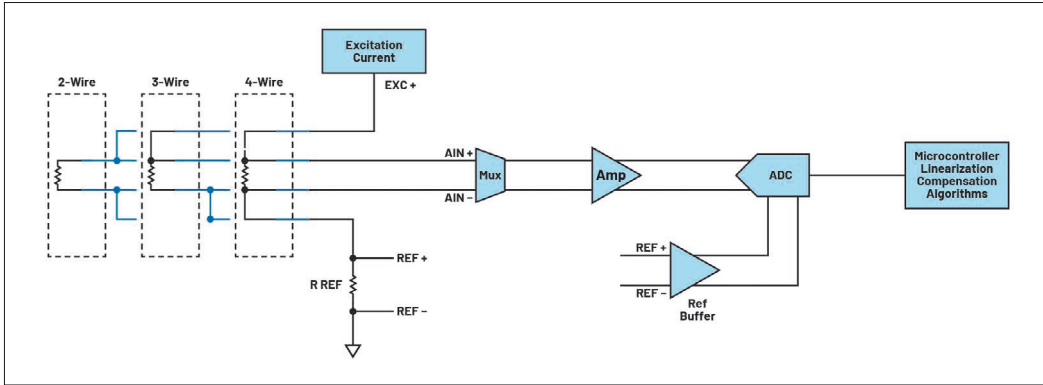 Excitation
Current
EXC +
2-Wire
3-Wire
4-Wire
AIN +
AIN –
Mux
Amp
ADC
Microcontroller
Linearization
Compensation
Algorithms
REF +
REF –
R REF
REF +
REF –
Ref
Buffer